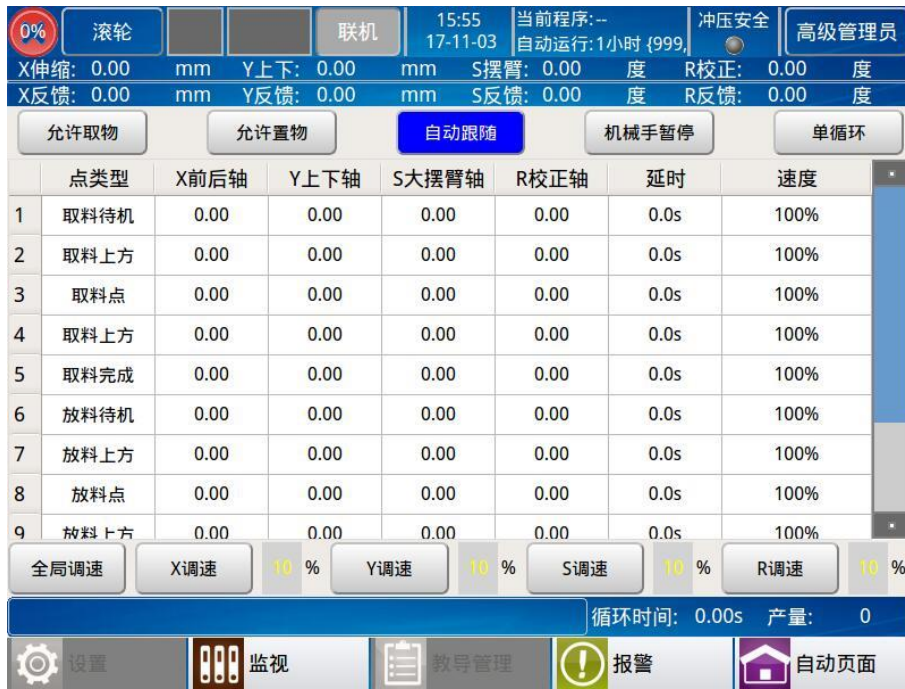 0% 滚轮 联机 15:55 当前程序:-- 冲压安全 高级管理员
17-11-03 自动运行:1小时 {999,
X伸缩: 0.00 mm Y上下: 0.00 mm S摆臂: 0.00 度 R校正: 0.00 度
X反馈: 0.00 mm Y反馈: 0.00 mm S反馈: 0.00 度 R反馈: 0.00 度
允许取物 允许置物 自动跟随 机械手暂停 单循环
点类型 X前后轴 Y上下轴 S大摆臂轴 R校正轴 延时 速度
1 取料待机 0.00 0.00 0.00 0.00 0.0s 100%
2 取料上方 0.00 0.00 0.00 0.00 0.0s 100%
3 取料点 0.00 0.00 0.00 0.00 0.0s 100%
4 取料上方 0.00 0.00 0.00 0.00 0.0s 100%
5 取料完成 0.00 0.00 0.00 0.00 0.0s 100%
6 放料待机 0.00 0.00 0.00 0.00 0.0s 100%
7 放料上方 0.00 0.00 0.00 0.00 0.0s 100%
8 放料点 0.00 0.00 0.00 0.00 0.0s 100%
9 放料上方 0.00 0.00 0.00 0.00 0.0s 100%
全局调速 X调速 10 % Y调速 10 % S调速 10 % R调速 10 %
循环时间: 0.00s 产量: 0
设置 监视 教导管理 报警 自动页面